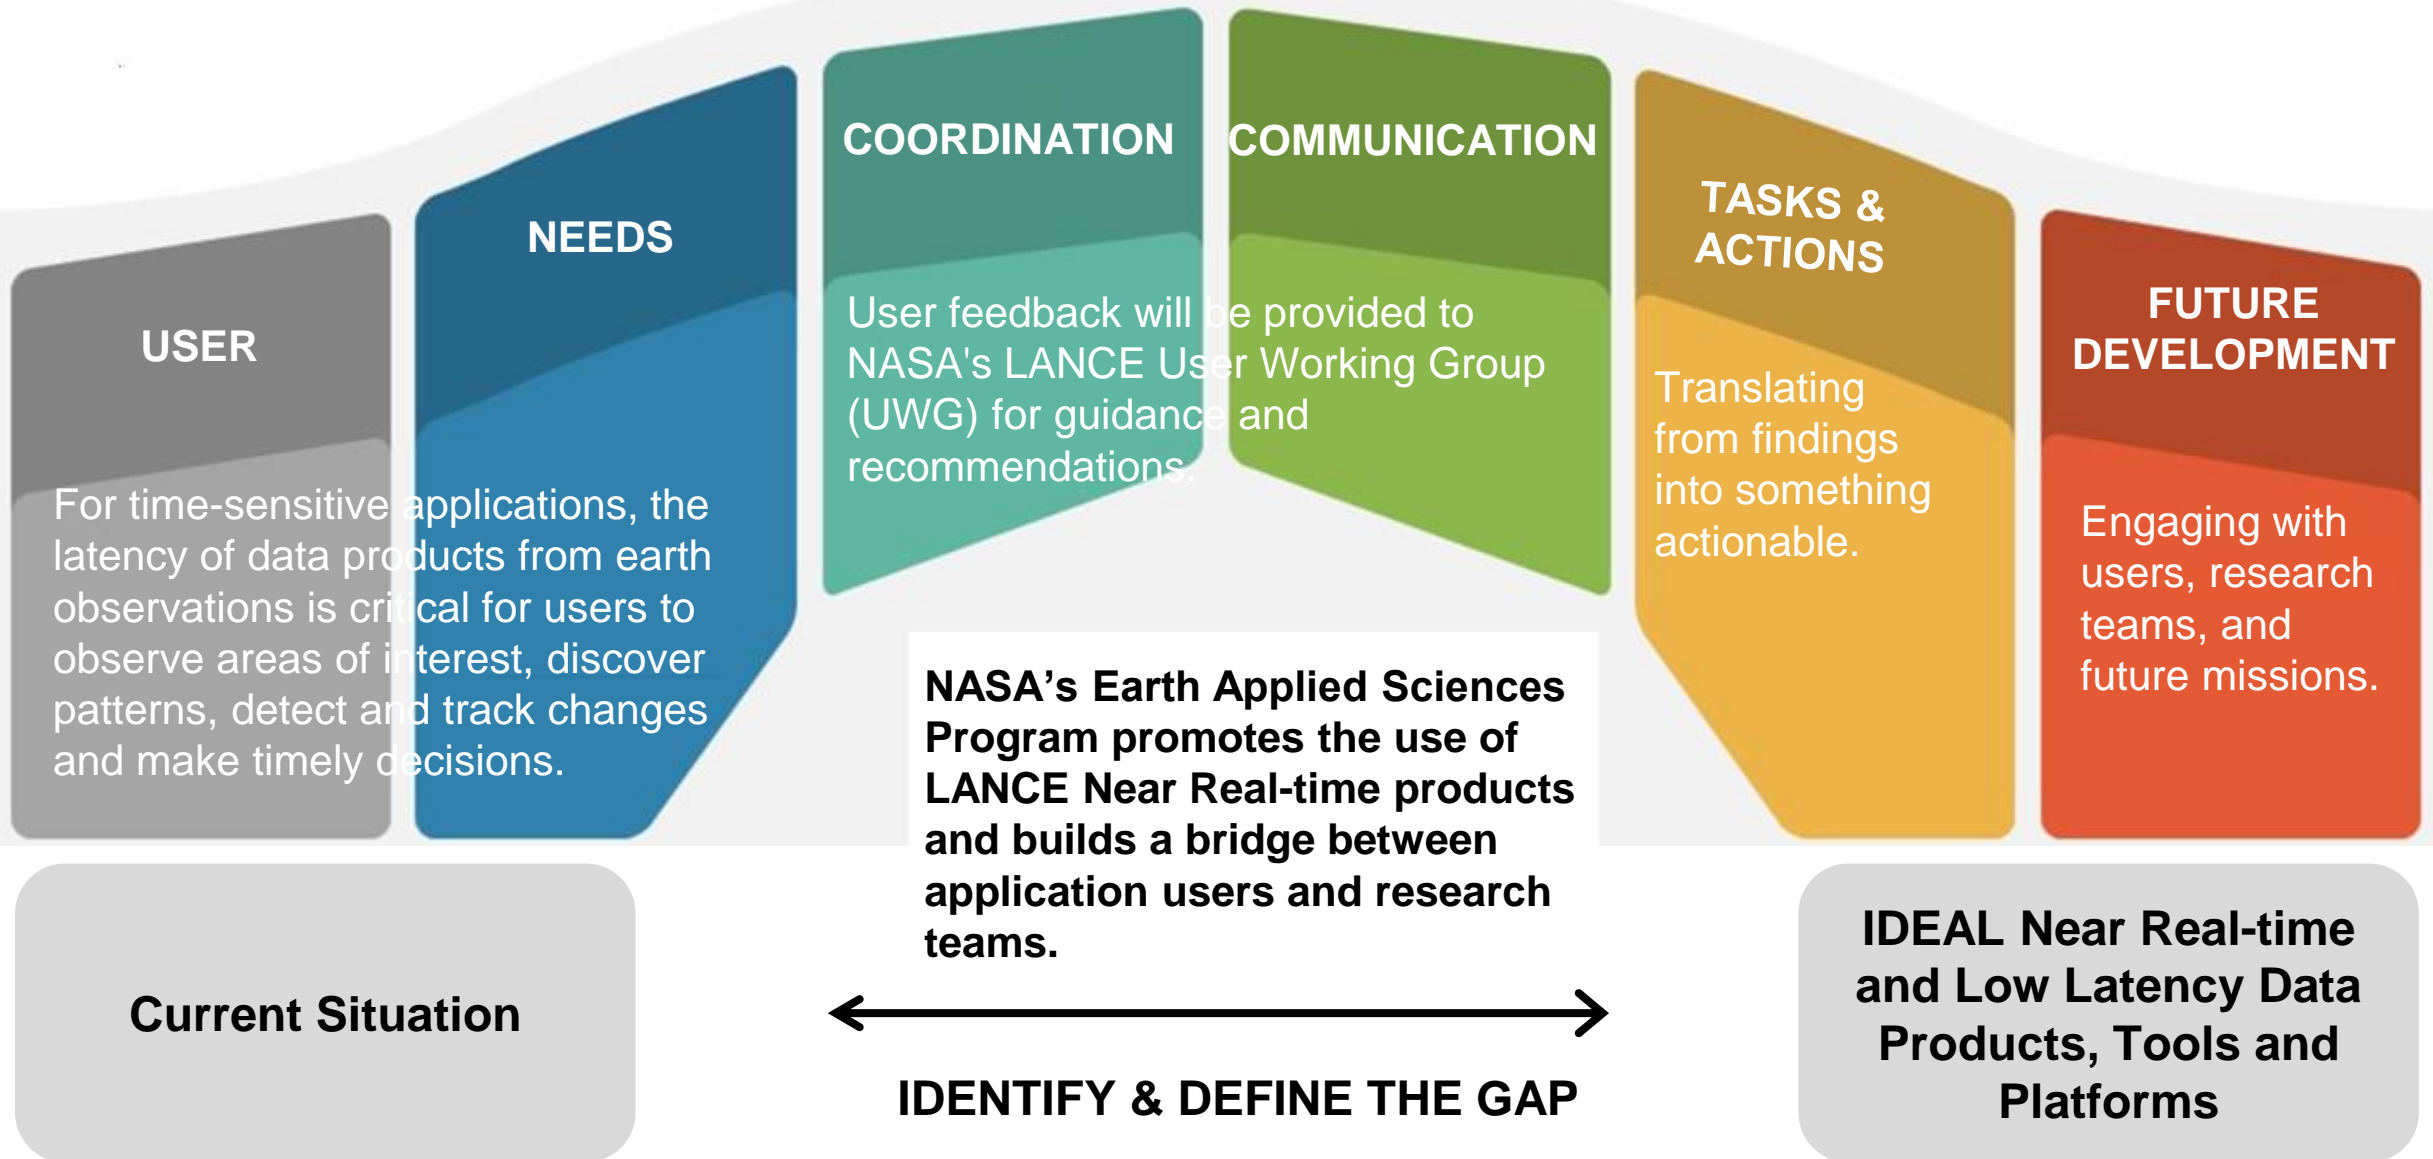 USER
For time-sensitive applications, the
latency of data products from earth
observations is critical for users to
observe areas of interest, discover
patterns, detect and track changes
and make timely decisions.
NEEDS
COORDINATION
COMMUNICATION
User feedback will be provided to
NASA's LANCE User Working Group
(UWG) for guidance and
recommendations.
TASKS &
ACTIONS
Translating
from findings
into something
actionable.
FUTURE
DEVELOPMENT
Engaging with
users, research
teams, and
future missions.
NASA’s Earth Applied Sciences
Program promotes the use of
LANCE Near Real-time products
and builds a bridge between
application users and research
teams.
Current Situation
IDENTIFY & DEFINE THE GAP
IDEAL Near Real-time
and Low Latency Data
Products, Tools and
Platforms